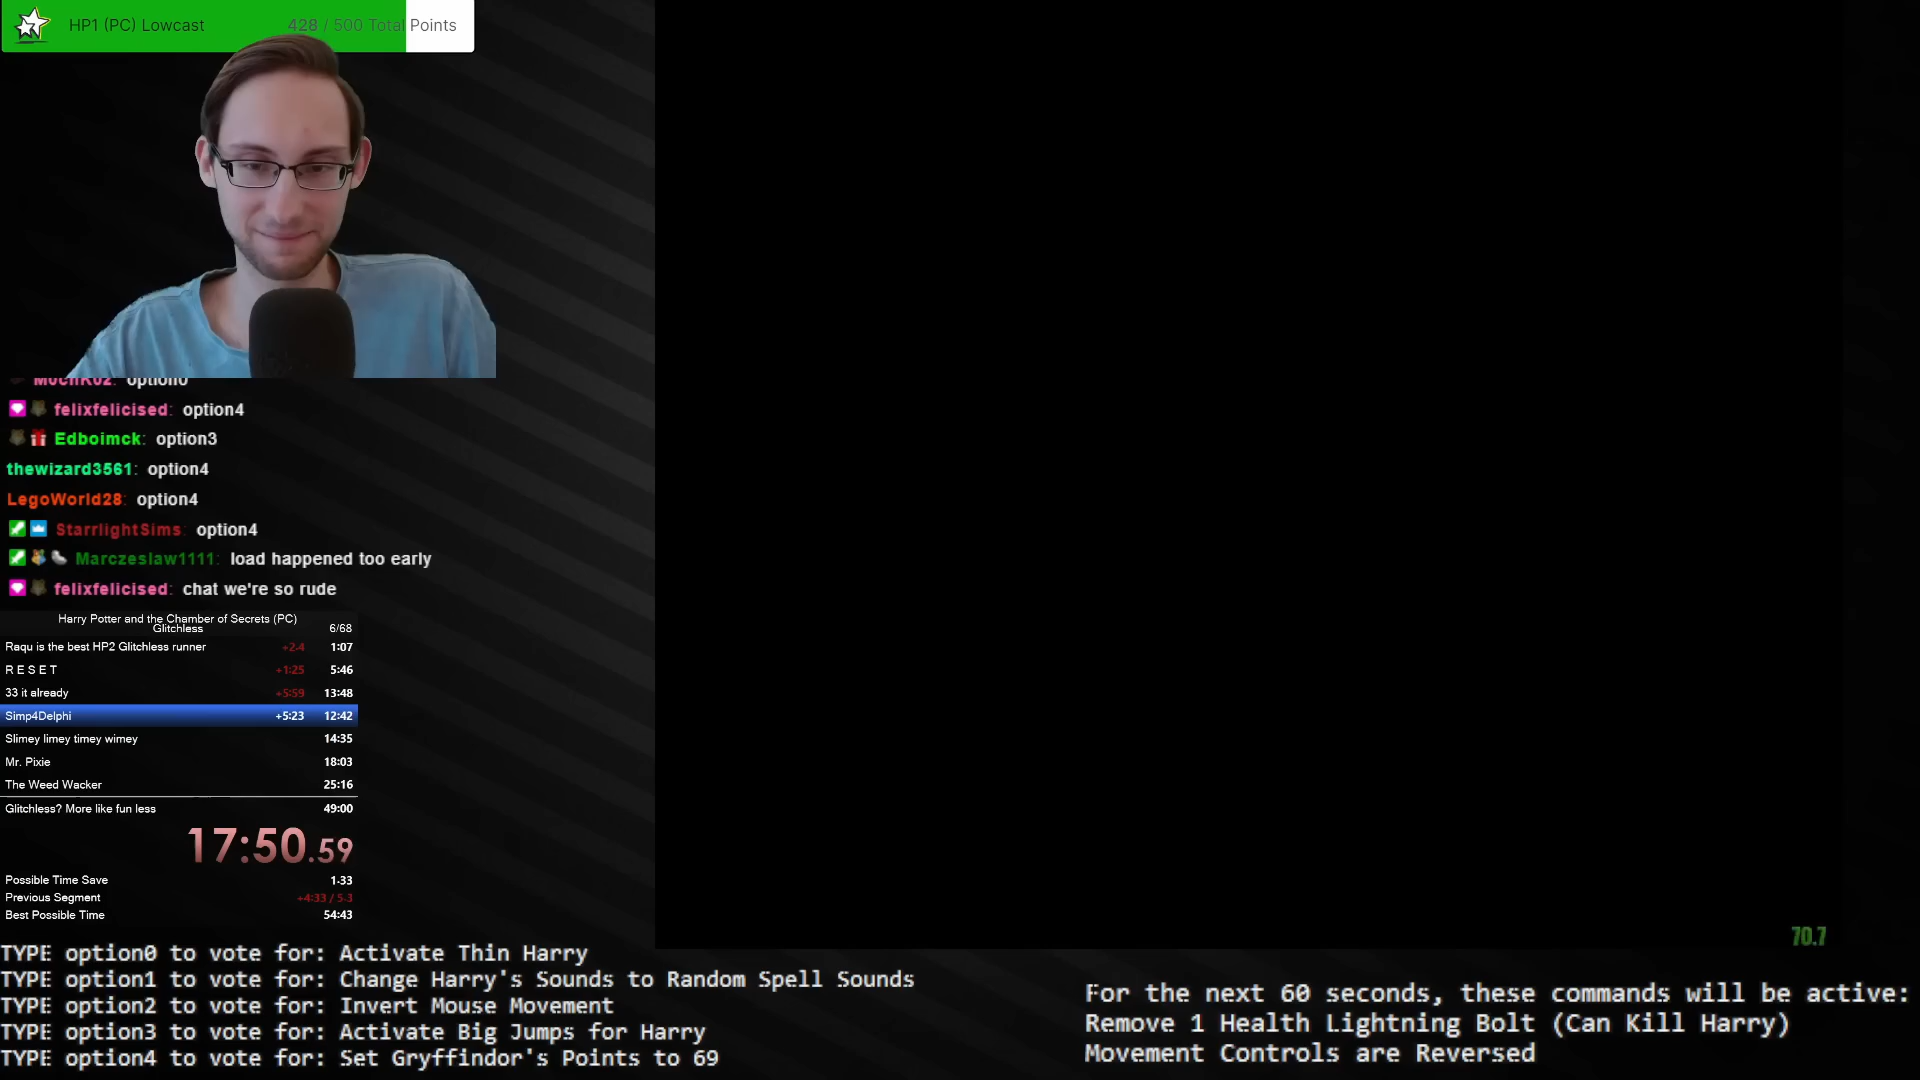 HP1 (PC) Lowcast 428 / 500 Total Points
M0chK02: option0
felixfelicised: option4
Edboimck: option3
thewizard3561: option4
LegoWorld28: option4
StarrlightSims: option4
Marczeslaw1111: load happened too early
felixfelicised: chat we're so rude
Harry Potter and the Chamber of Secrets (PC)
Glitchless 6/68
Raqu is the best HP2 Glitchless runner +2.4 1:07
R E S E T +1:25 5:46
33 it already +5:59 13:48
Simp4Delphi +5:23 12:42
Slimey limey timey wimey 14:35
Mr. Pixie 18:03
The Weed Wacker 25:16
Glitchless? More like fun less 49:00
17:50.59
Possible Time Save 1.33
Previous Segment +4:33 / 5.3
Best Possible Time 54:43
70.7
TYPE option0 to vote for: Activate Thin Harry
TYPE option1 to vote for: Change Harry's Sounds to Random Spell Sounds
TYPE option2 to vote for: Invert Mouse Movement
TYPE option3 to vote for: Activate Big Jumps for Harry
TYPE option4 to vote for: Set Gryffindor's Points to 69
For the next 60 seconds, these commands will be active:
Remove 1 Health Lightning Bolt (Can Kill Harry)
Movement Controls are Reversed